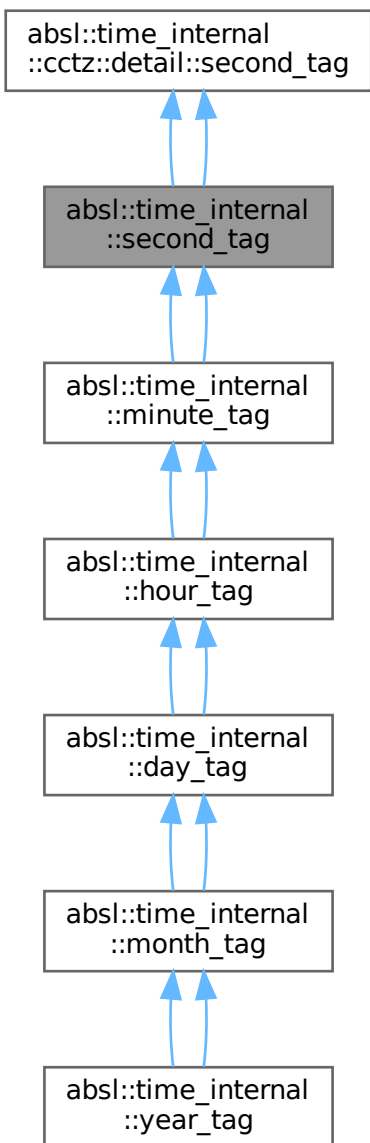 absl::time_internal
::cctz::detail::second_tag
absl::time_internal
::second_tag
absl::time_internal
::minute_tag
absl::time_internal
::hour_tag
absl::time_internal
::day_tag
absl::time_internal
::month_tag
absl::time_internal
::year_tag